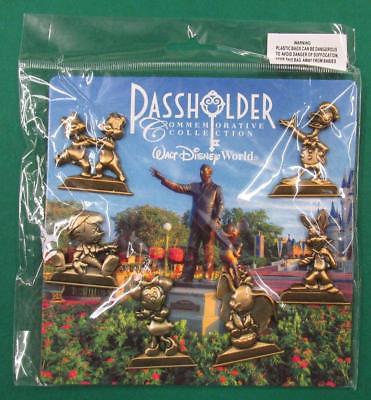 WARNING:
PLASTIC BAGS CAN BE DANGEROUS
TO AVOID DANGER OF SUFFOCATION
KEEP THIS BAG AWAY FROM BABIES
PASSHOLDER
COMMEMORATIVE
COLLECTION
WALT DISNEY WORLD®